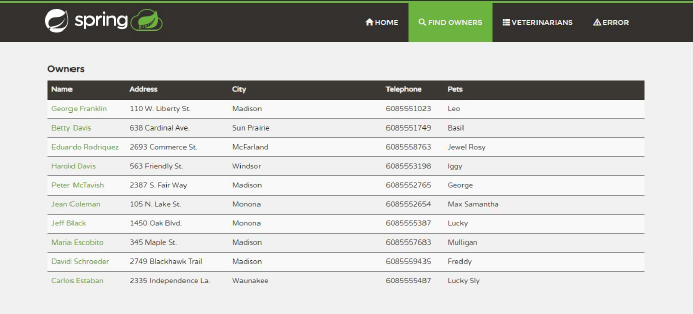 spring
HOME
FIND OWNERS
VETERINARIANS
ERROR
Owners
Name Address City Telephone Pets
George Franklin 110 W. Liberty St. Madison 6085551023 Leo
Betty Davis 638 Cardinal Ave. Sun Prairie 6085551749 Basil
Eduardo Rodriquez 2693 Commerce St. McFarland 6085558763 Jewel Rosy
Harold Davis 563 Friendly St. Windsor 6085553198 Iggy
Peter McTavish 2387 S. Fair Way Madison 6085552765 George
Jean Coleman 105 N. Lake St. Monona 6085552654 Max Samantha
Jeff Black 1450 Oak Blvd. Monona 6085555387 Lucky
Maria Escobito 345 Maple St. Madison 6085557683 Mulligan
David Schroeder 2749 Blackhawk Trail Madison 6085559435 Freddy
Carlos Estaban 2335 Independence La. Waunakee 6085555487 Lucky Sly